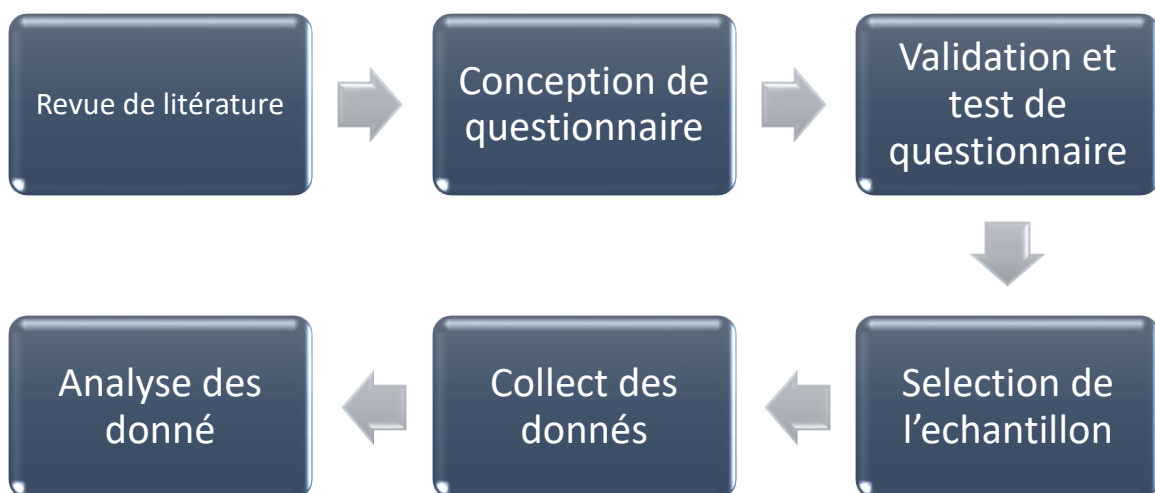 Revue de litérature
Conception de
questionnaire
Validation et
test de
questionnaire
Selection de
l’echantillon
Collect des
donnés
Analyse des
donné